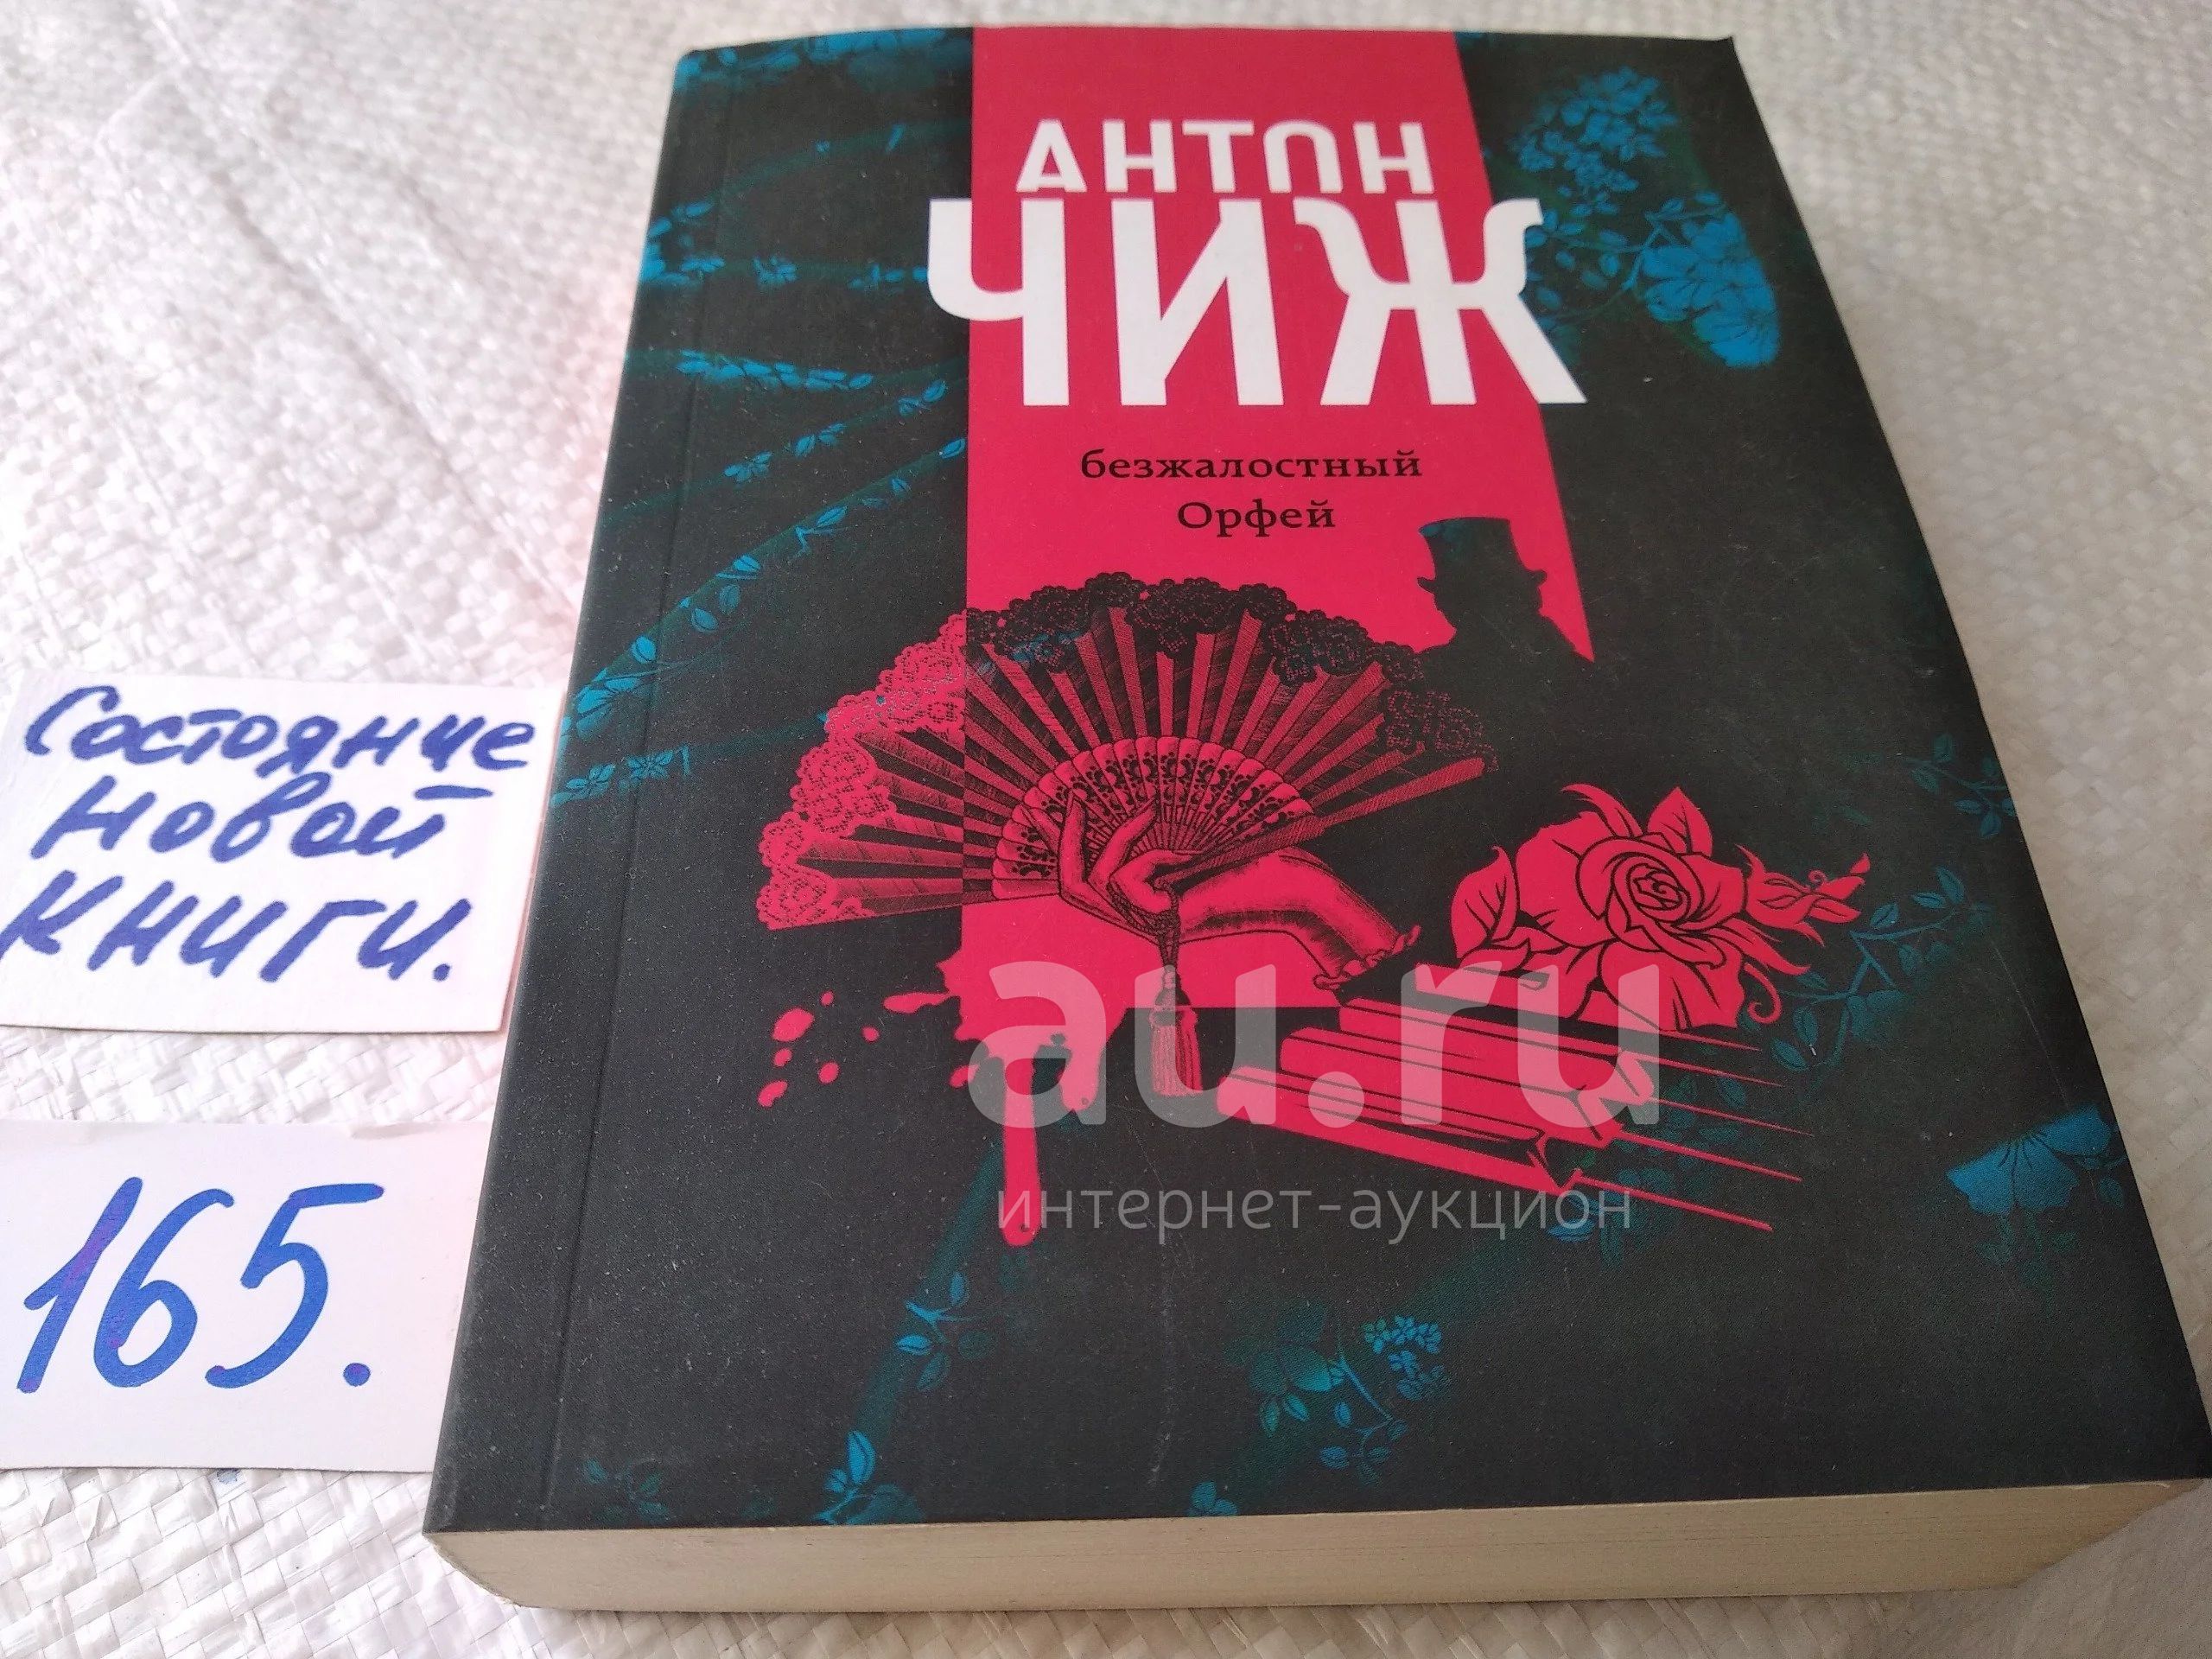 АНТОН
ЧИЖ
безжалостный
Орфей
Состояние
новой
книги.
165.
au.ru
интернет-аукцион